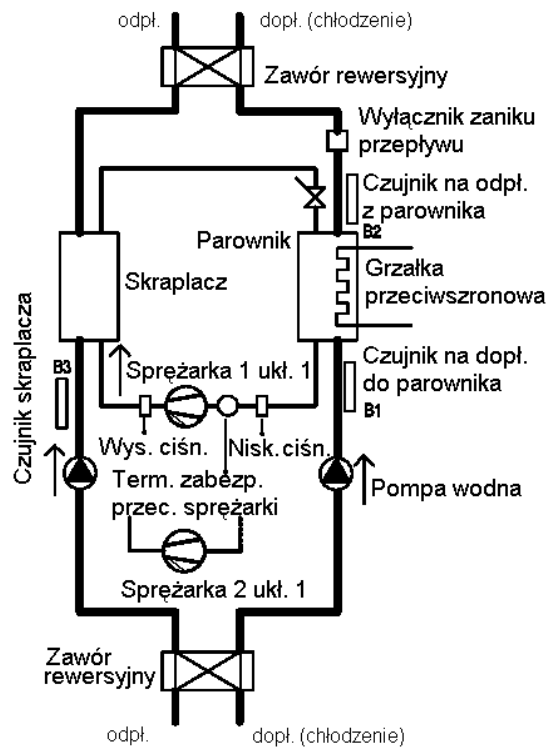 odpł.
dopł. (chłodzenie)
Zawór rewersyjny
Wyłącznik zaniku
przepływu
Czujnik na odpł.
z parownika
B2
Parownik
Skraplacz
Grzałka
przeciwszronowa
Czujnik skraplacza
B3
Sprężarka 1 ukł. 1
Czujnik na dopł.
do parownika
B1
Wys. ciśn.
Nisk. ciśn.
Term. zabezp.
przec. sprężarki
Pompa wodna
Sprężarka 2 ukł. 1
Zawór
rewersyjny
odpł.
dopł. (chłodzenie)